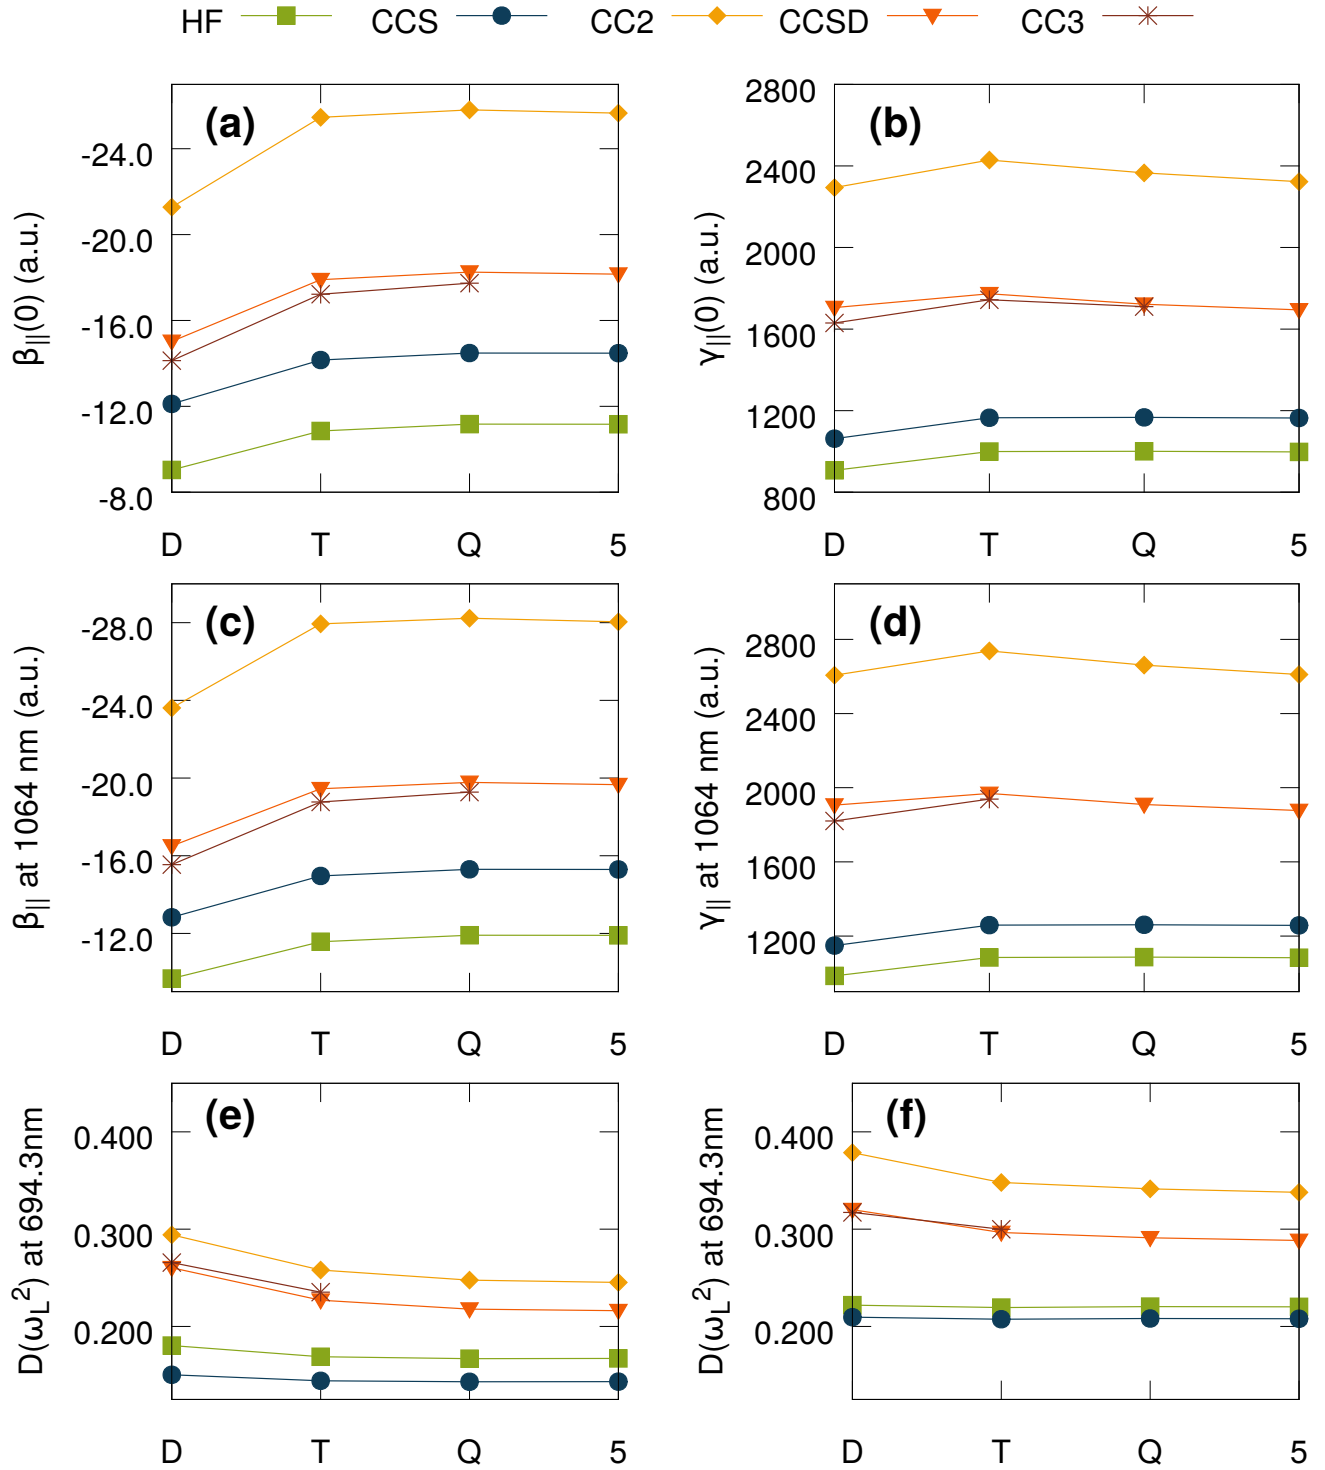 HF CCS CC2 CCSD CC3
(a)
β||(0) (a.u.)
-24.0
-20.0
-16.0
-12.0
-8.0
D T Q 5
(b)
γ||(0) (a.u.)
2800
2400
2000
1600
1200
800
D T Q 5
(c)
β|| at 1064 nm (a.u.)
-28.0
-24.0
-20.0
-16.0
-12.0
D T Q 5
(d)
γ|| at 1064 nm (a.u.)
2800
2400
2000
1600
1200
D T Q 5
(e)
D(ωL²) at 694.3nm
0.400
0.300
0.200
D T Q 5
(f)
D(ωL²) at 694.3nm
0.400
0.300
0.200
D T Q 5